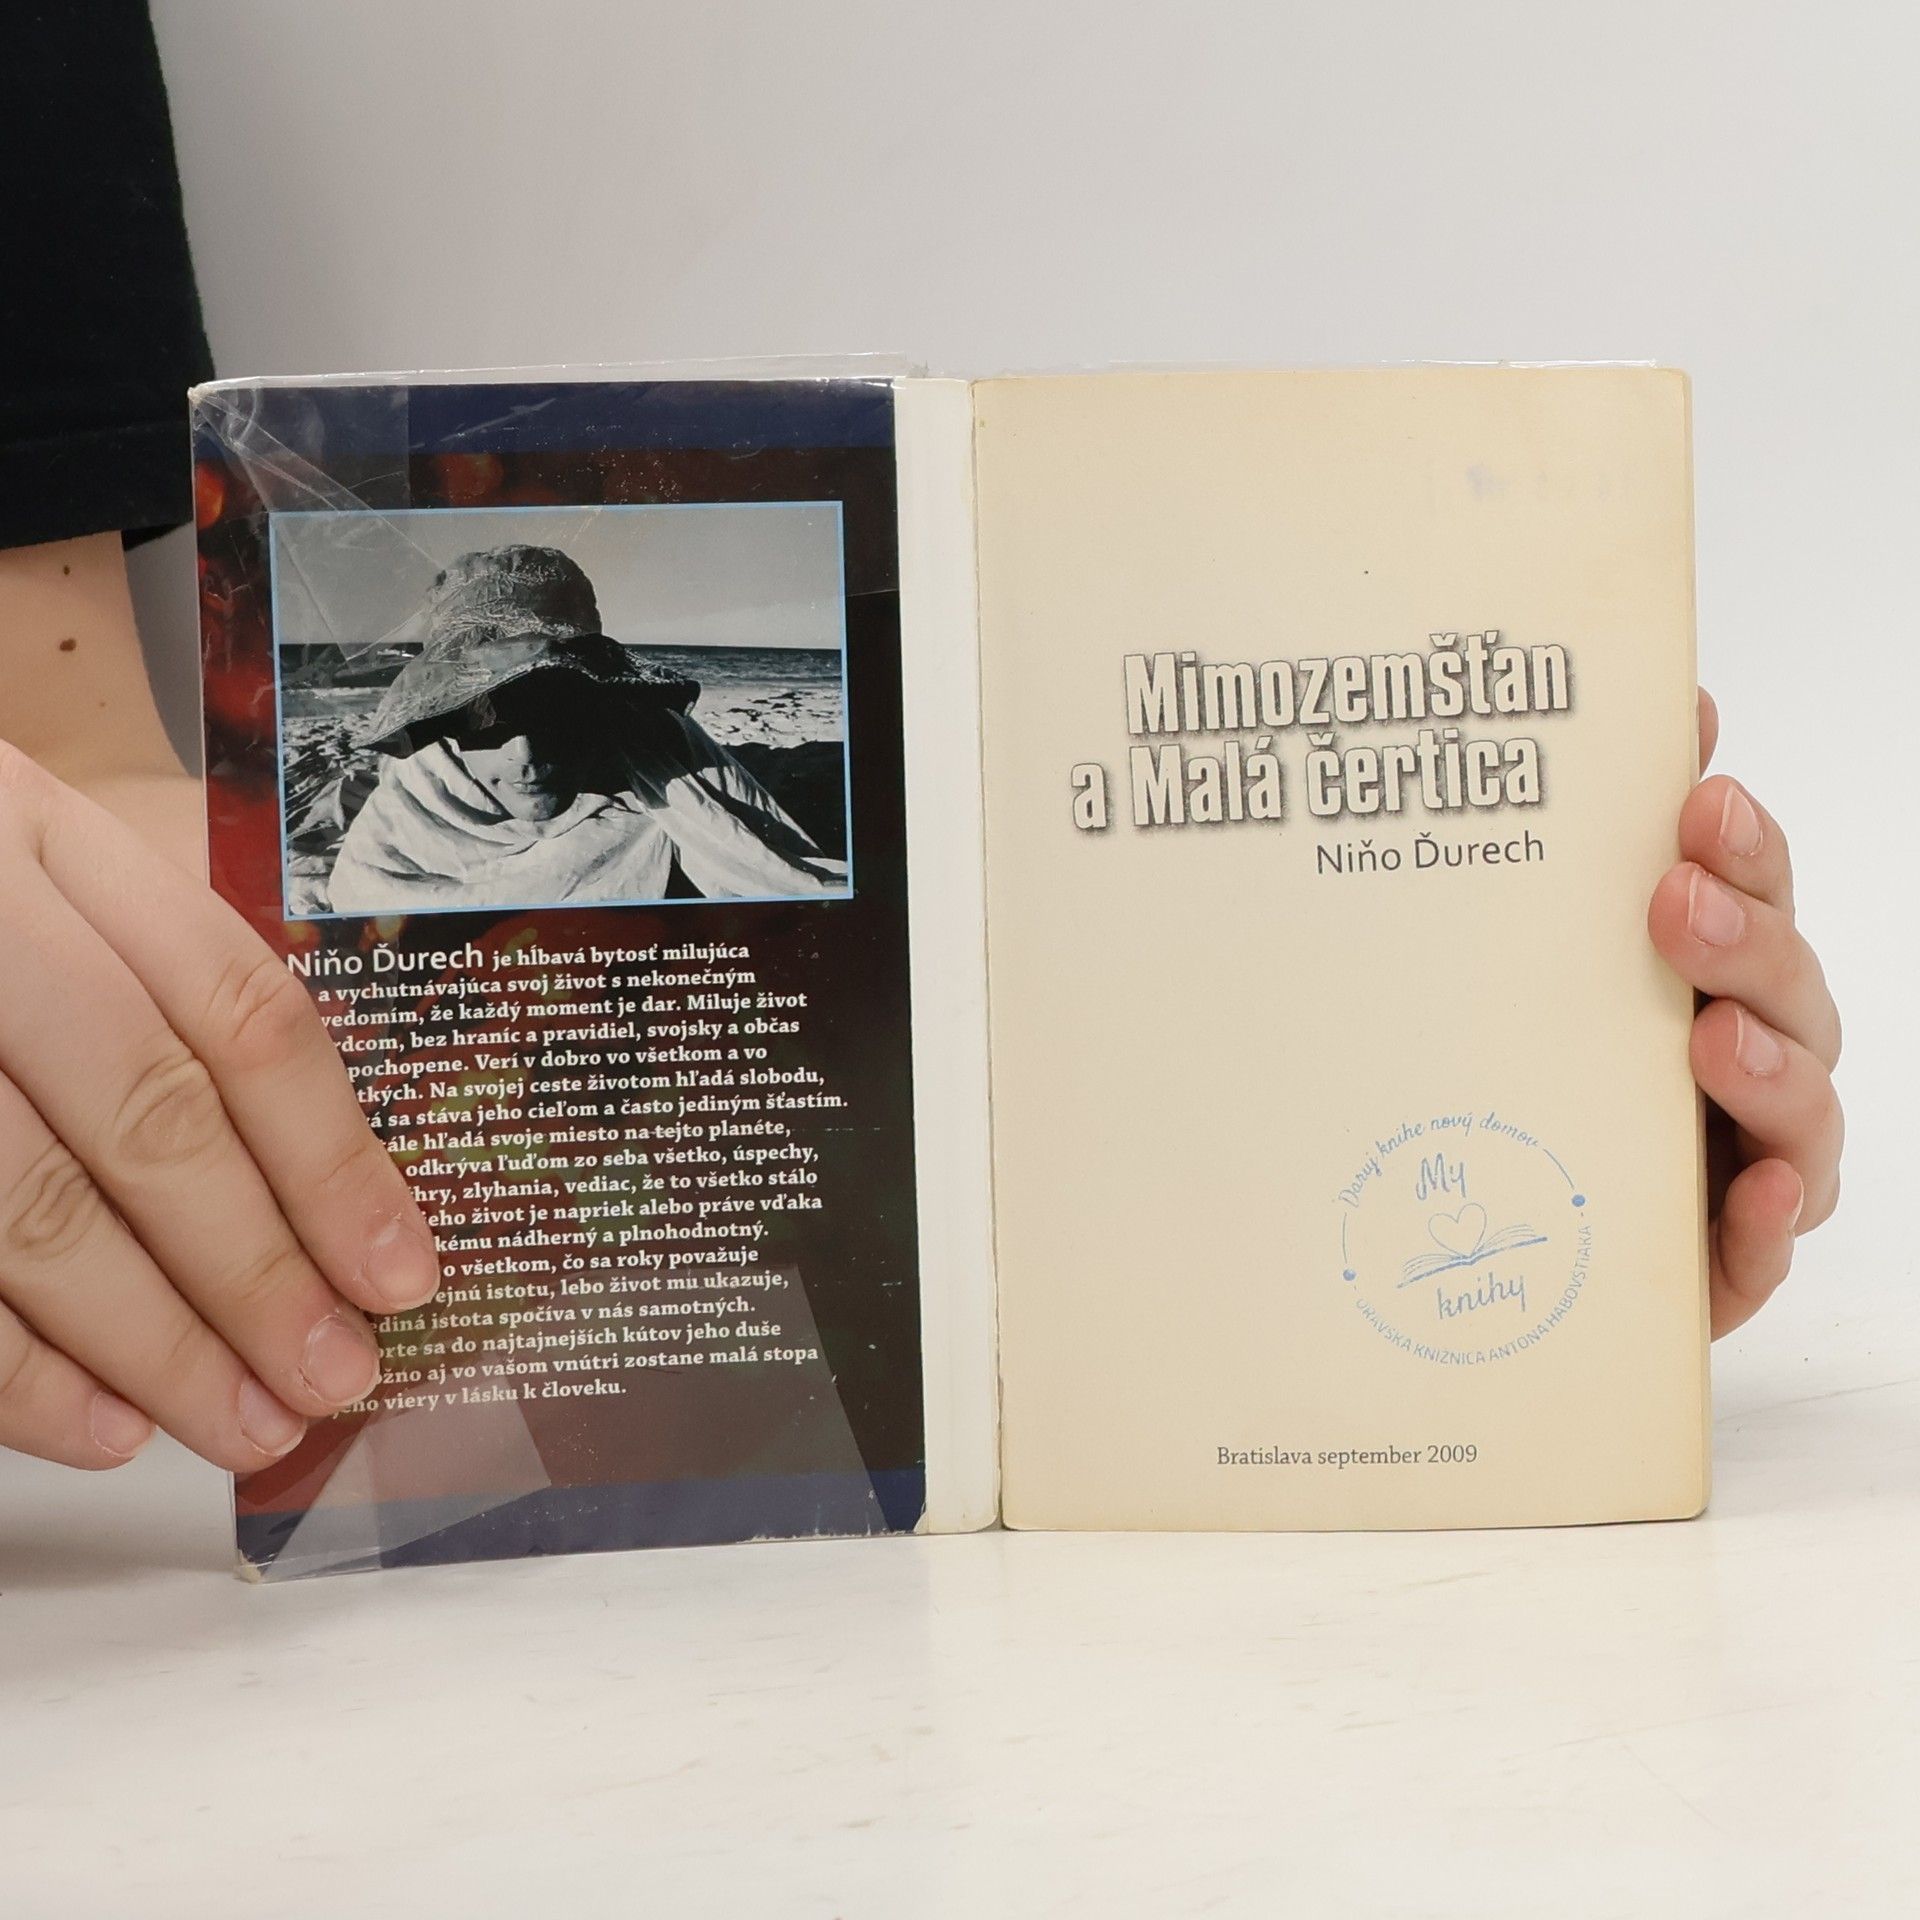 Niňo Ďurech je hĺbavá bytosť milujúca
a vychutnávajúca svoj život s nekonečným
vedomím, že každý moment je dar. Miluje život
rdcom, bez hraníc a pravidiel, svojsky a občas
pochopene. Verí v dobro vo všetkom a vo
tkých. Na svojej ceste životom hľadá slobodu,
á sa stáva jeho cieľom a často jediným šťastím.
ále hľadá svoje miesto na tejto planéte,
odkrýva ľuďom zo seba všetko, úspechy,
hry, zlyhania, vediac, že to všetko stálo
jeho život je napriek alebo práve vďaka
kému nádherný a plnohodnotný.
o všetkom, čo sa roky považuje
ejnú istotu, lebo život mu ukazuje,
ediná istota spočíva v nás samotných.
orte sa do najtajnejších kútov jeho duše
ožno aj vo vašom vnútri zostane malá stopa
jeho viery v lásku k človeku.
Mimozemšťan
a Malá čertica
Niňo Ďurech
Daruj knihe nový domov
My
knihy
ORAVSKÁ KNIŽNICA ANTONA HABOVŠTIAKA
Bratislava september 2009